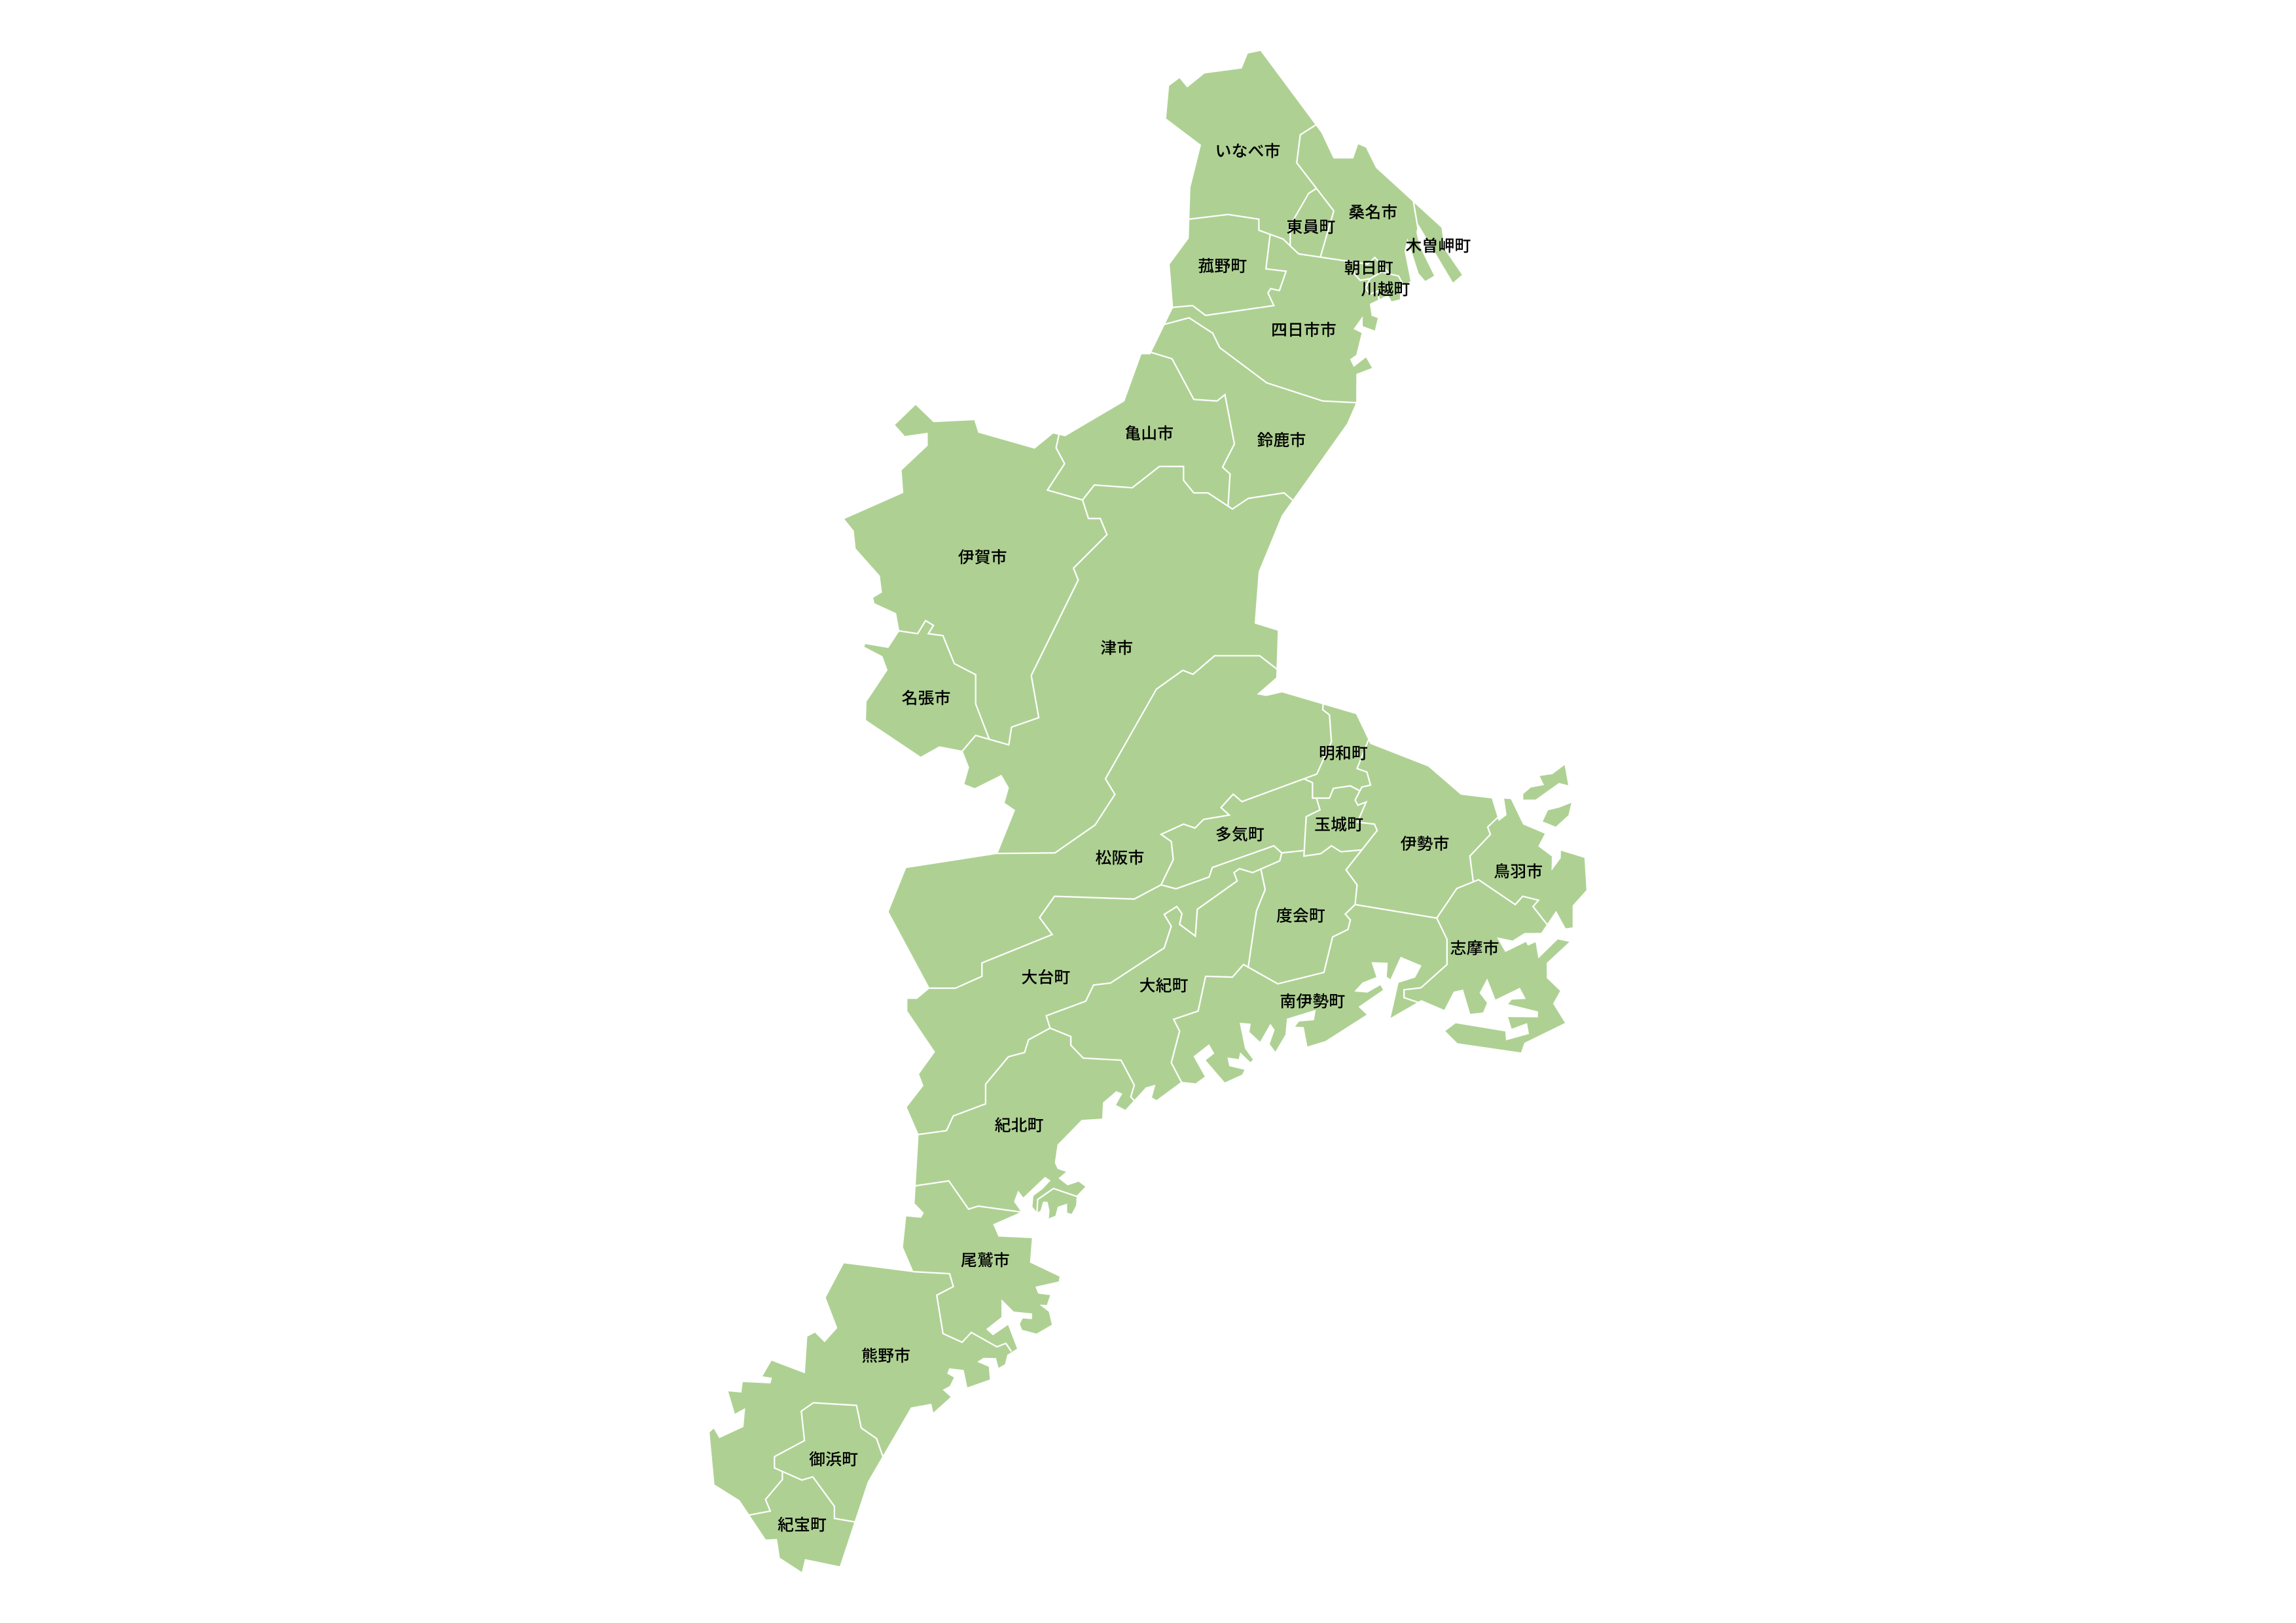 いなべ市
桑名市
東員町
木曽岬町
菰野町
朝日町
川越町
四日市市
亀山市
鈴鹿市
伊賀市
津市
名張市
明和町
玉城町
多気町
伊勢市
松阪市
鳥羽市
度会町
志摩市
大台町
大紀町
南伊勢町
紀北町
尾鷲市
熊野市
御浜町
紀宝町